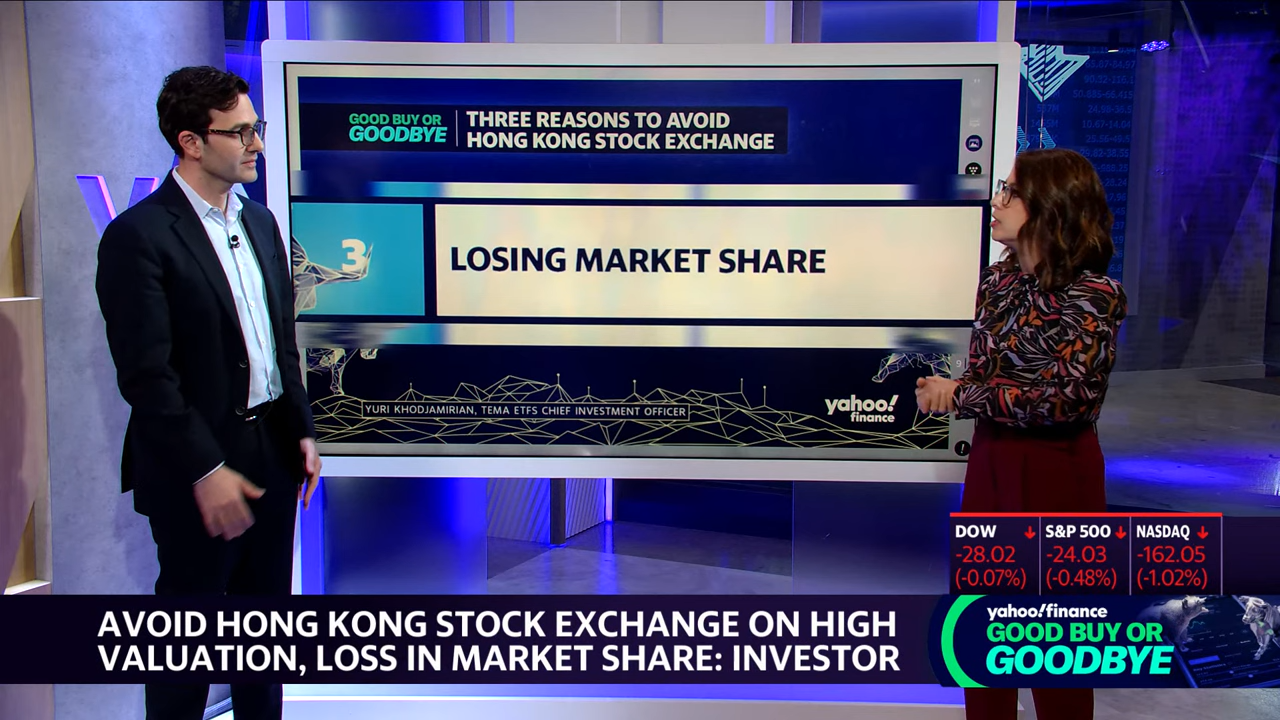 GOOD BUY OR
GOODBYE
THREE REASONS TO AVOID
HONG KONG STOCK EXCHANGE
3
LOSING MARKET SHARE
YURI KHODJAMIRIAN, TEMA ETFS CHIEF INVESTMENT OFFICER
yahoo!
finance
DOW
-28.02
(-0.07%)
S&P 500
-24.03
(-0.48%)
NASDAQ
-162.05
(-1.02%)
AVOID HONG KONG STOCK EXCHANGE ON HIGH
VALUATION, LOSS IN MARKET SHARE: INVESTOR
yahoo!finance
GOOD BUY OR
GOODBYE